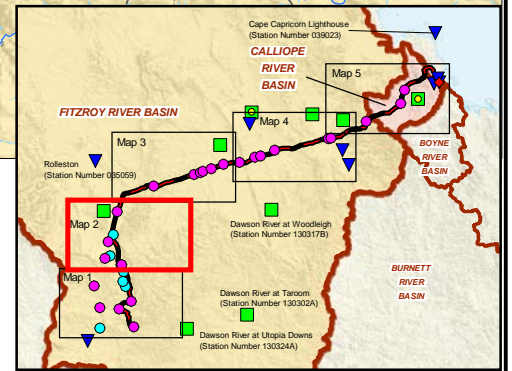 Cape Capricorn Lighthouse
(Station Number 039023)
CALLIOPE
RIVER
BASIN
Map 5
FITZROY RIVER BASIN
Map 4
Map 3
BOYNE
RIVER
BASIN
Rolleston
(Station Number 035059)
Map 2
Dawson River at Woodleigh
(Station Number 130317B)
Map 1
BURNETT
RIVER
BASIN
Dawson River at Taroom
(Station Number 130302A)
Dawson River at Utopia Downs
(Station Number 130324A)